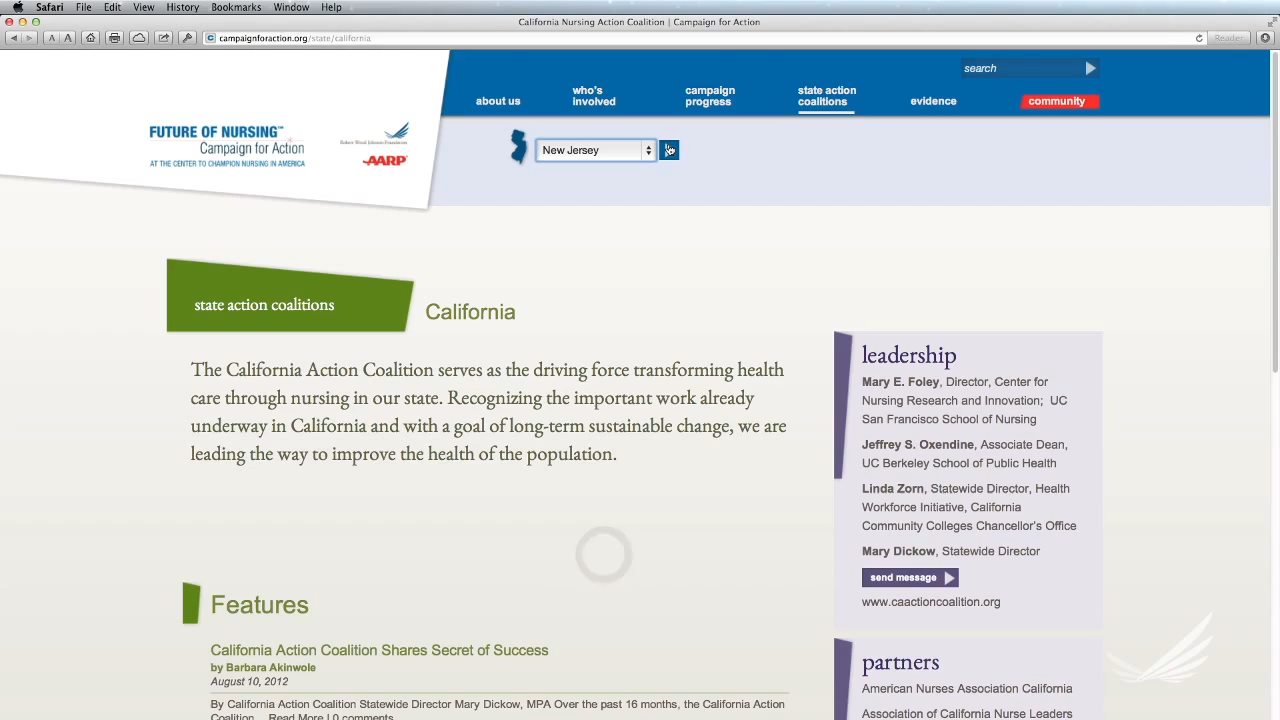 Safari File Edit View History Bookmarks Window Help
California Nursing Action Coalition | Campaign for Action
A A campaignforaction.org/state/california Reader
search
about us
who's
involved
campaign
progress
state action
coalitions
evidence
community
FUTURE OF NURSING™
Campaign for Action
AT THE CENTER TO CHAMPION NURSING IN AMERICA
Robert Wood Johnson Foundation
AARP
New Jersey
state action coalitions
California
The California Action Coalition serves as the driving force transforming health
care through nursing in our state. Recognizing the important work already
underway in California and with a goal of long-term sustainable change, we are
leading the way to improve the health of the population.
Features
California Action Coalition Shares Secret of Success
by Barbara Akinwole
August 10, 2012
By California Action Coalition Statewide Director Mary Dickow, MPA Over the past 16 months, the California Action
Coalition... Read More | 0 comments
leadership
Mary E. Foley, Director, Center for
Nursing Research and Innovation; UC
San Francisco School of Nursing
Jeffrey S. Oxendine, Associate Dean,
UC Berkeley School of Public Health
Linda Zorn, Statewide Director, Health
Workforce Initiative, California
Community Colleges Chancellor's Office
Mary Dickow, Statewide Director
send message
www.caactioncoalition.org
partners
American Nurses Association California
Association of California Nurse Leaders